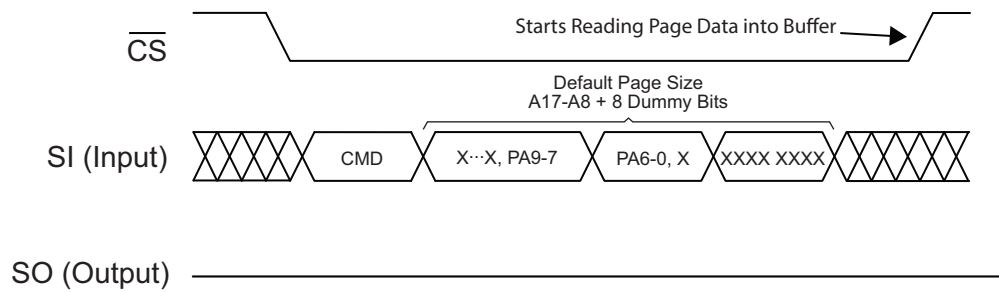 Starts Reading Page Data into Buffer
CS
Default Page Size
A17-A8 + 8 Dummy Bits
SI (Input)
CMD
X···X, PA9-7
PA6-0, X
XXXX XXXX
SO (Output)